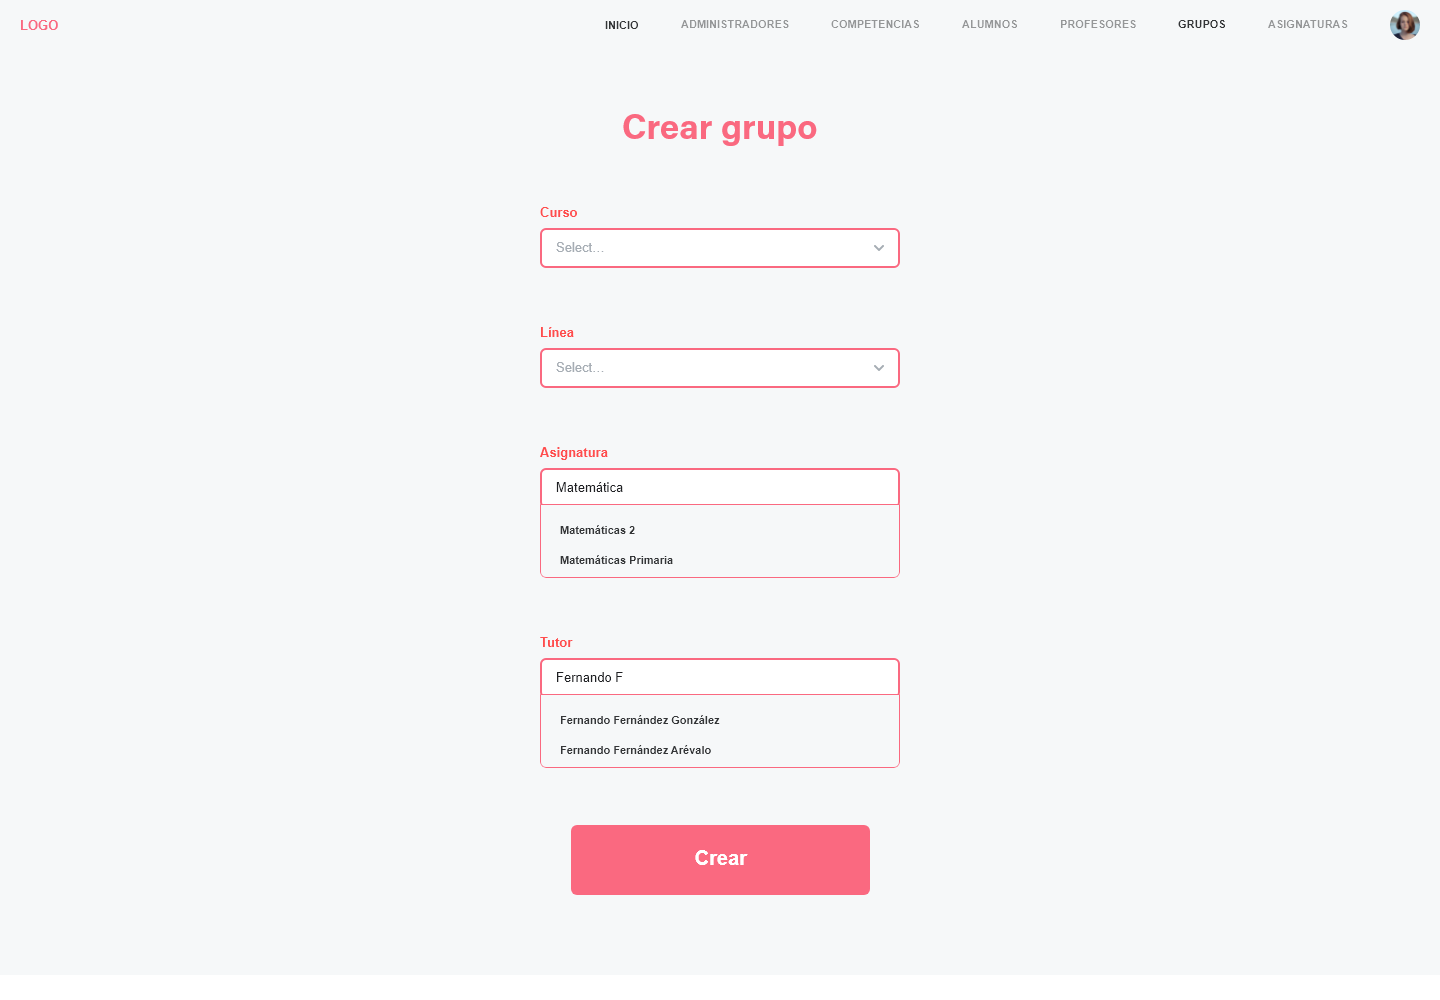 LOGO INICIO ADMINISTRADORES COMPETENCIAS ALUMNOS PROFESORES GRUPOS ASIGNATURAS
Crear grupo
Curso
Select...
Línea
Select...
Asignatura
Matemática
Matemáticas 2
Matemáticas Primaria
Tutor
Fernando F
Fernando Fernández González
Fernando Fernández Arévalo
Crear